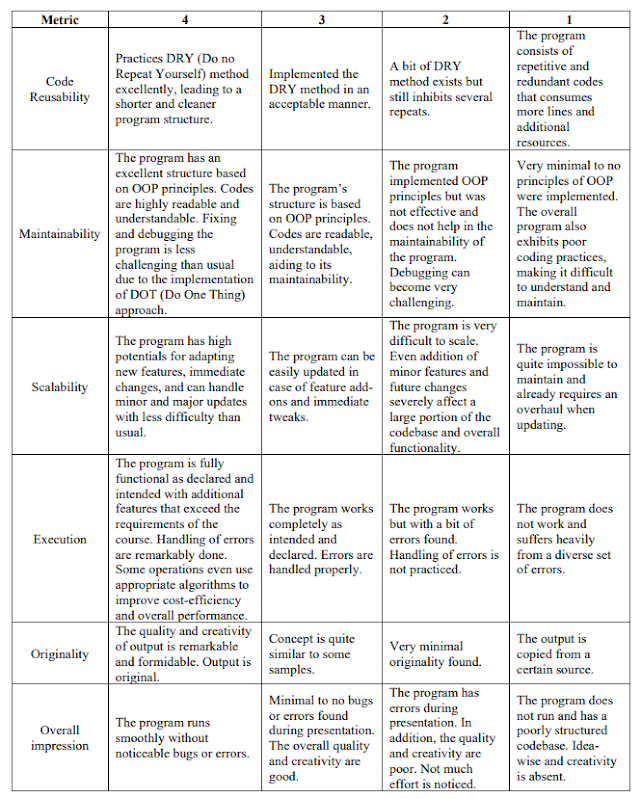 Metric 4 3 2 1
Code
Reusability
Practices DRY (Do no
Repeat Yourself) method
excellently, leading to a
shorter and cleaner
program structure.
Implemented the
DRY method in an
acceptable manner.
A bit of DRY
method exists but
still inhibits several
repeats.
The program
consists of
repetitive and
redundant codes
that consumes
more lines and
additional
resources.
Maintainability
The program has an
excellent structure based
on OOP principles. Codes
are highly readable and
understandable. Fixing
and debugging the
program is less
challenging than usual
due to the implementation
of DOT (Do One Thing)
approach.
The program's
structure is based
on OOP principles.
Codes are readable,
understandable,
aiding to its
maintainability.
The program
implemented OOP
principles but was
not effective and
does not help in the
maintainability of
the program.
Debugging can
become very
challenging.
Very minimal to no
principles of OOP
were implemented.
The overall
program also
exhibits poor
coding practices,
making it difficult
to understand and
maintain.
Scalability
The program has high
potentials for adapting
new features, immediate
changes, and can handle
minor and major updates
with less difficulty than
usual.
The program can be
easily updated in
case of feature add-
ons and immediate
tweaks.
The program is very
difficult to scale.
Even addition of
minor features and
future changes
severely affect a
large portion of the
codebase and overall
functionality.
The program is
quite impossible to
maintain and
already requires an
overhaul when
updating.
Execution
The program is fully
functional as declared and
intended with additional
features that exceed the
requirements of the
course. Handling of errors
are remarkably done.
Some operations even use
appropriate algorithms to
improve cost-efficiency
and overall performance.
The program works
completely as
intended and
declared. Errors are
handled properly.
The program works
but with a bit of
errors found.
Handling of errors is
not practiced.
The program does
not work and
suffers heavily
from a diverse set
of errors.
Originality
The quality and creativity
of output is remarkable
and formidable. Output is
original.
Concept is quite
similar to some
samples.
Very minimal
originality found.
The output is
copied from a
certain source.
Overall
impression
The program runs
smoothly without
noticeable bugs or errors.
Minimal to no bugs
or errors found
during presentation.
The overall quality
and creativity are
good.
The program has
errors during
presentation. In
addition, the quality
and creativity are
poor. Not much
effort is noticed.
The program does
not run and has a
poorly structured
codebase. Idea-
wise and creativity
is absent.